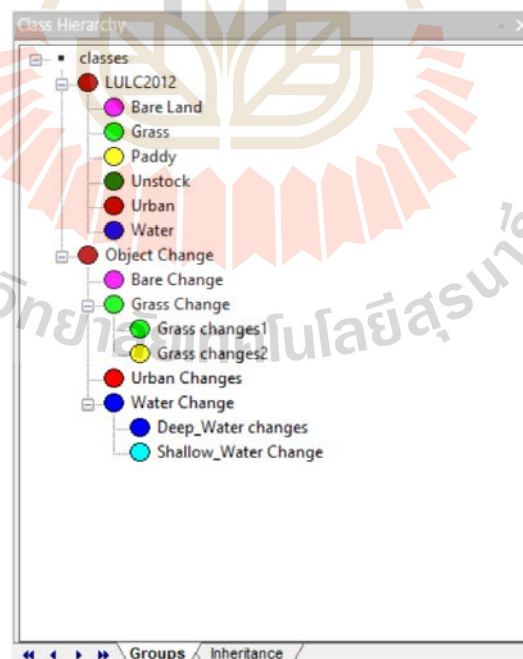 Class Hierarchy
classes
LULC2012
Bare Land
Grass
Paddy
Unstock
Urban
Water
Object Change
Bare Change
Grass Change
Grass changes1
Grass changes2
Urban Changes
Water Change
Deep_Water changes
Shallow_Water Change
Groups
Inheritance